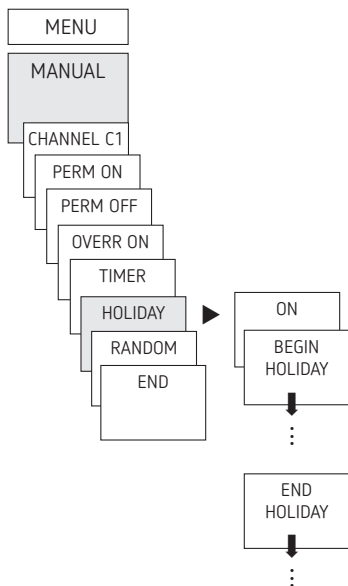 MENU
MANUAL
CHANNEL C1
PERM ON
PERM OFF
OVERR ON
TIMER
HOLIDAY
RANDOM
END
ON
BEGIN
HOLIDAY
END
HOLIDAY